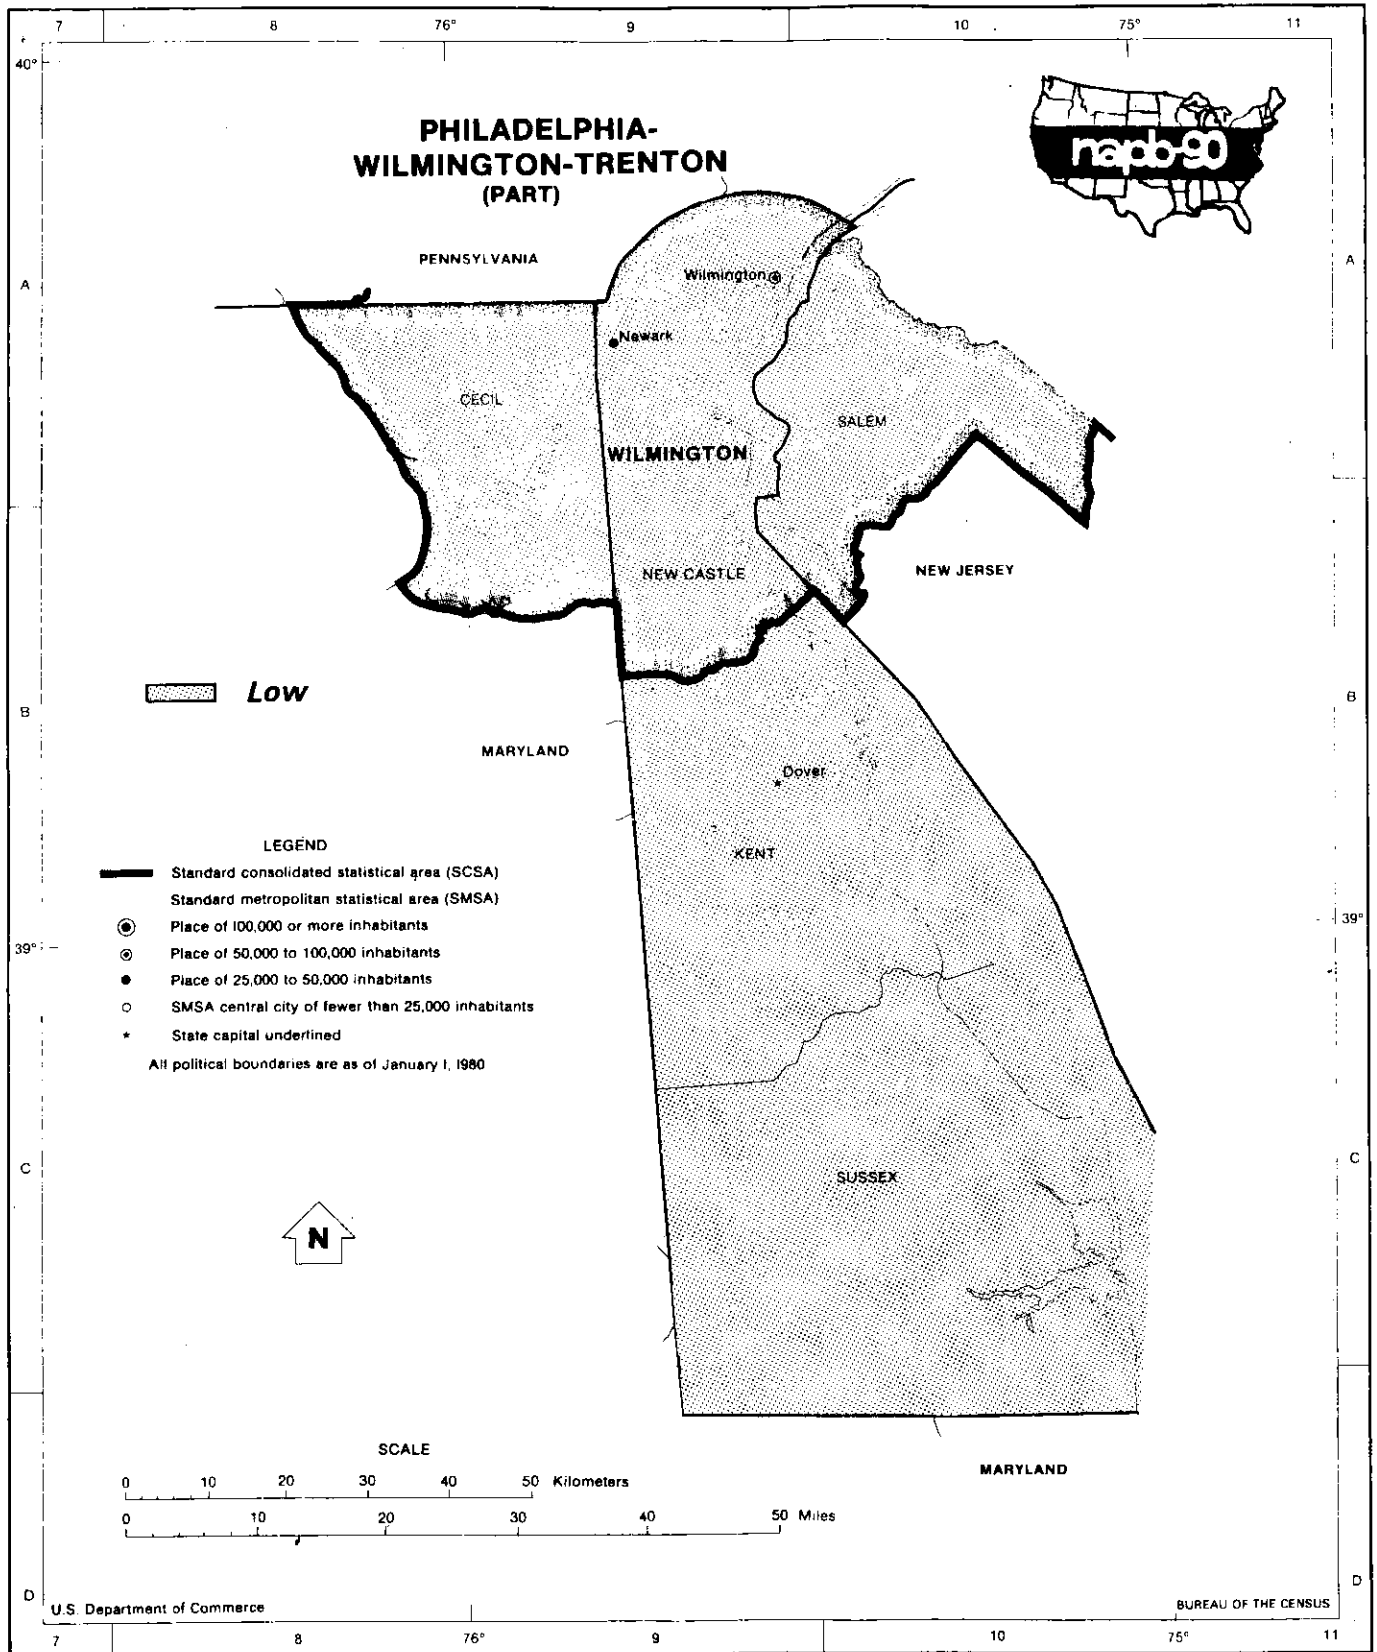 7 8 76° 9 10 75° 11
40°
PHILADELPHIA-
WILMINGTON-TRENTON
(PART)
napb-90
PENNSYLVANIA
A
A
Wilmington
Newark
CECIL
SALEM
WILMINGTON
NEW CASTLE
NEW JERSEY
Low
B
B
MARYLAND
Dover
KENT
LEGEND
Standard consolidated statistical area (SCSA)
Standard metropolitan statistical area (SMSA)
Place of 100,000 or more inhabitants
Place of 50,000 to 100,000 inhabitants
Place of 25,000 to 50,000 inhabitants
SMSA central city of fewer than 25,000 inhabitants
State capital underlined
All political boundaries are as of January 1, 1980
39°
39°
C
C
SUSSEX
N
SCALE
0 10 20 30 40 50 Kilometers
0 10 20 30 40 50 Miles
MARYLAND
D
D
U.S. Department of Commerce
BUREAU OF THE CENSUS
7 8 76° 9 10 75° 11